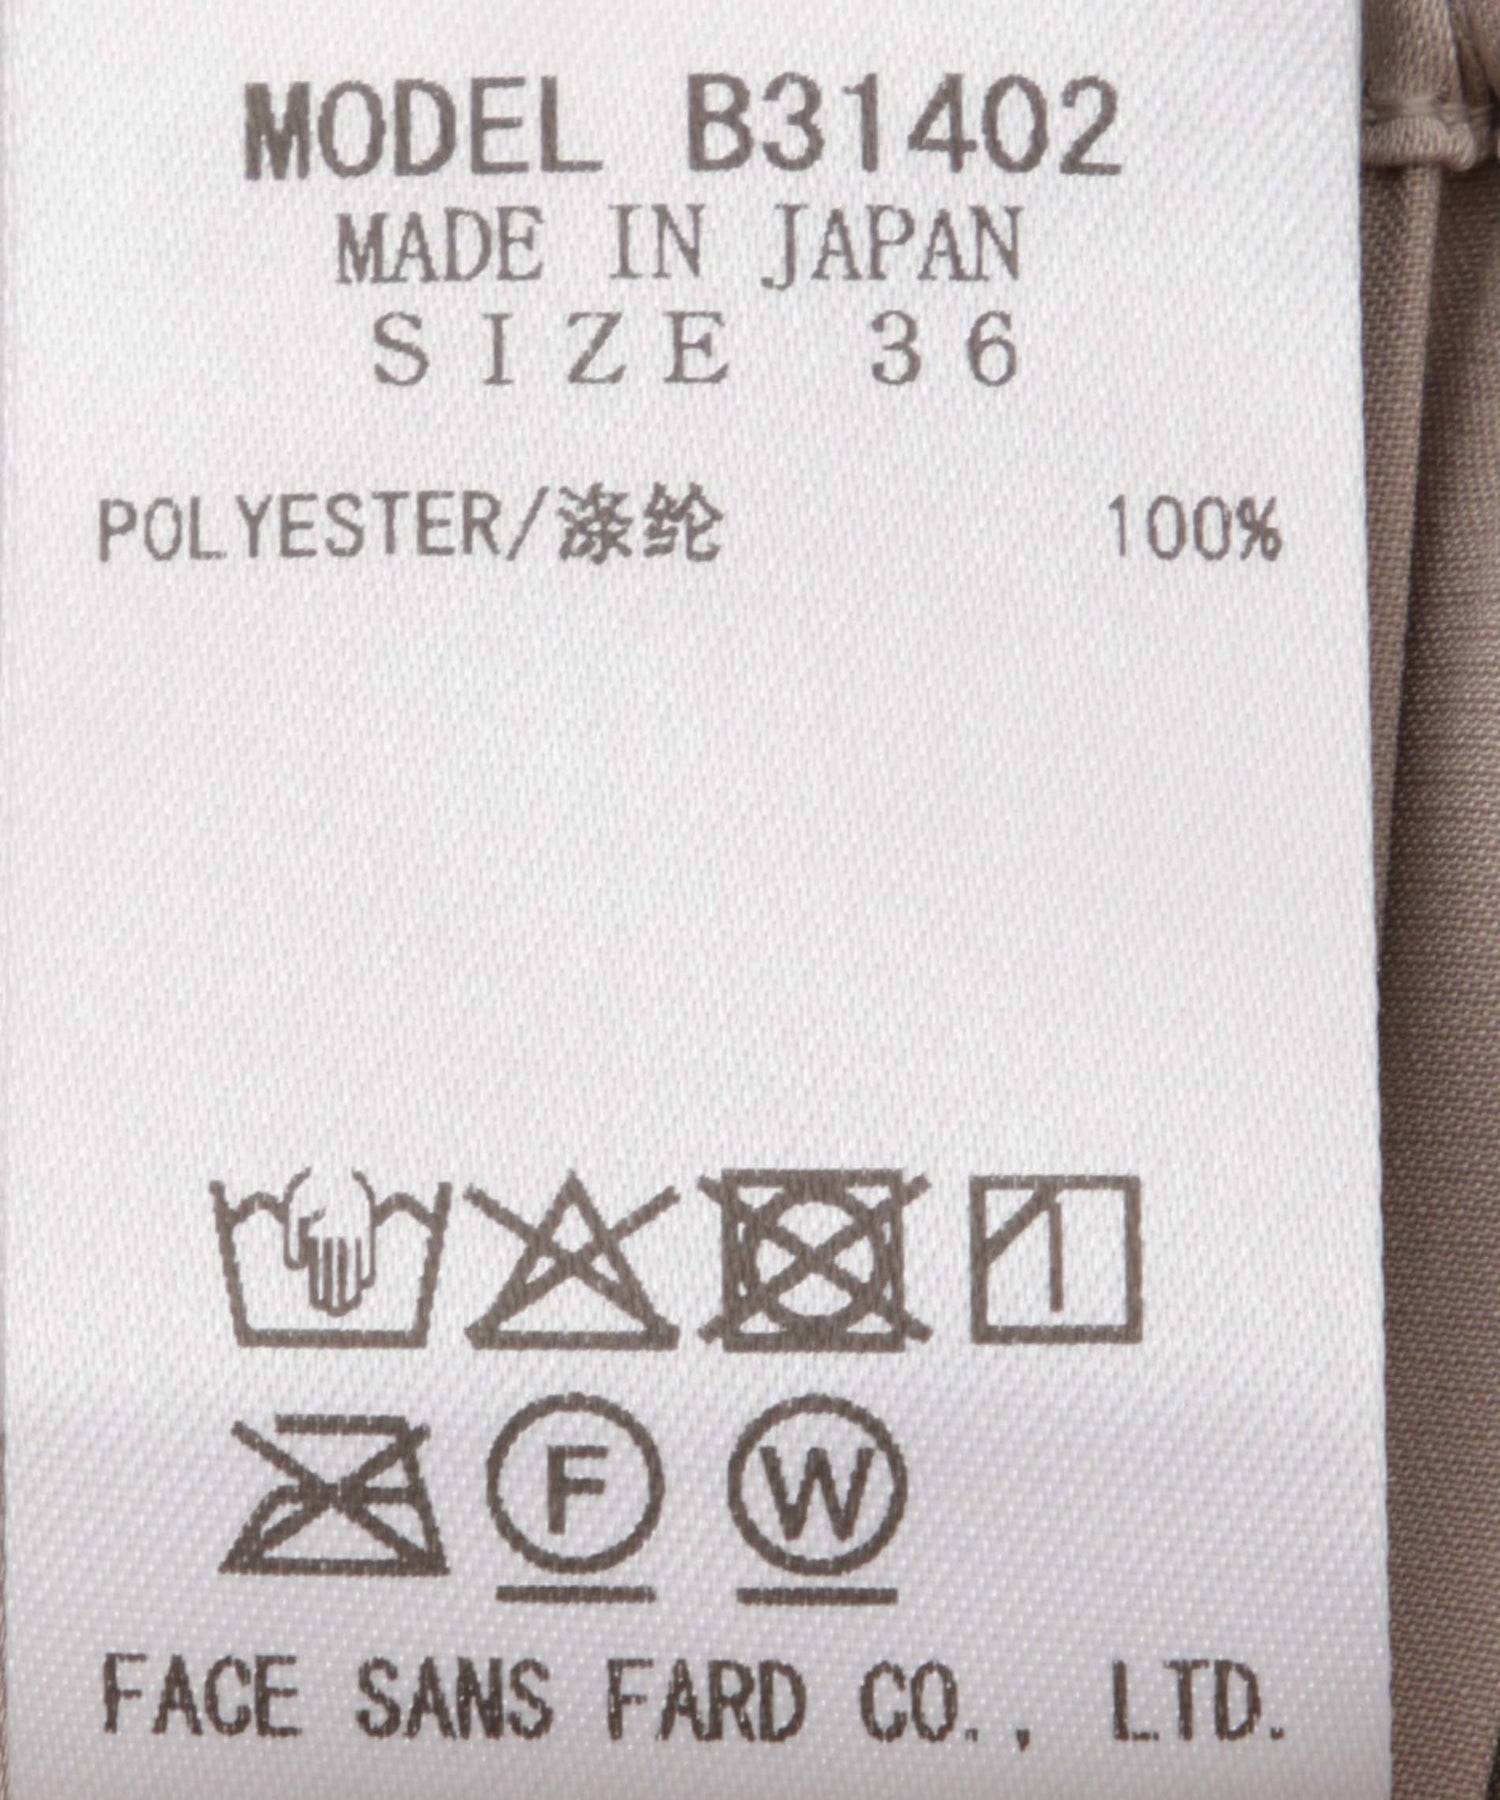 MODEL B31402
MADE IN JAPAN
SIZE 36
POLYESTER/涤纶 100%
F W
FACE SANS FARD CO., LTD.